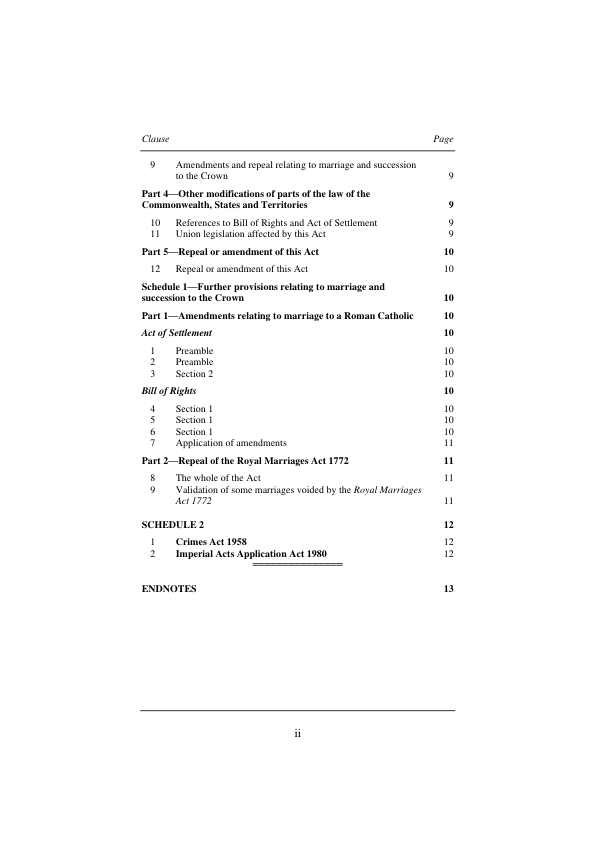 Clause Page
9 Amendments and repeal relating to marriage and succession
to the Crown 9
Part 4—Other modifications of parts of the law of the
Commonwealth, States and Territories 9
10 References to Bill of Rights and Act of Settlement 9
11 Union legislation affected by this Act 9
Part 5—Repeal or amendment of this Act 10
12 Repeal or amendment of this Act 10
Schedule 1—Further provisions relating to marriage and
succession to the Crown 10
Part 1—Amendments relating to marriage to a Roman Catholic 10
Act of Settlement 10
1 Preamble 10
2 Preamble 10
3 Section 2 10
Bill of Rights 10
4 Section 1 10
5 Section 1 10
6 Section 1 10
7 Application of amendments 11
Part 2—Repeal of the Royal Marriages Act 1772 11
8 The whole of the Act 11
9 Validation of some marriages voided by the Royal Marriages
Act 1772 11
SCHEDULE 2 12
1 Crimes Act 1958 12
2 Imperial Acts Application Act 1980 12
═══════════════
ENDNOTES 13
ii